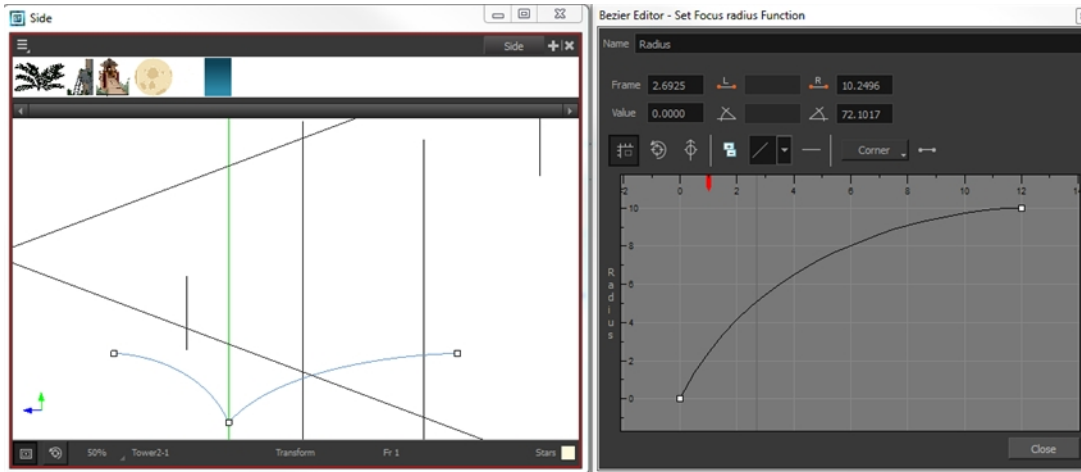 Side
Side
50%
Tower2-1
Transform
Fr 1
Stars
Bezier Editor - Set Focus radius Function
Name Radius
Frame 2.6925 L R 10.2496
Value 0.0000 72.1017
Corner
-2 0 2 4 6 8 10 12 14
10
8
6
4
2
0
Radius
Close